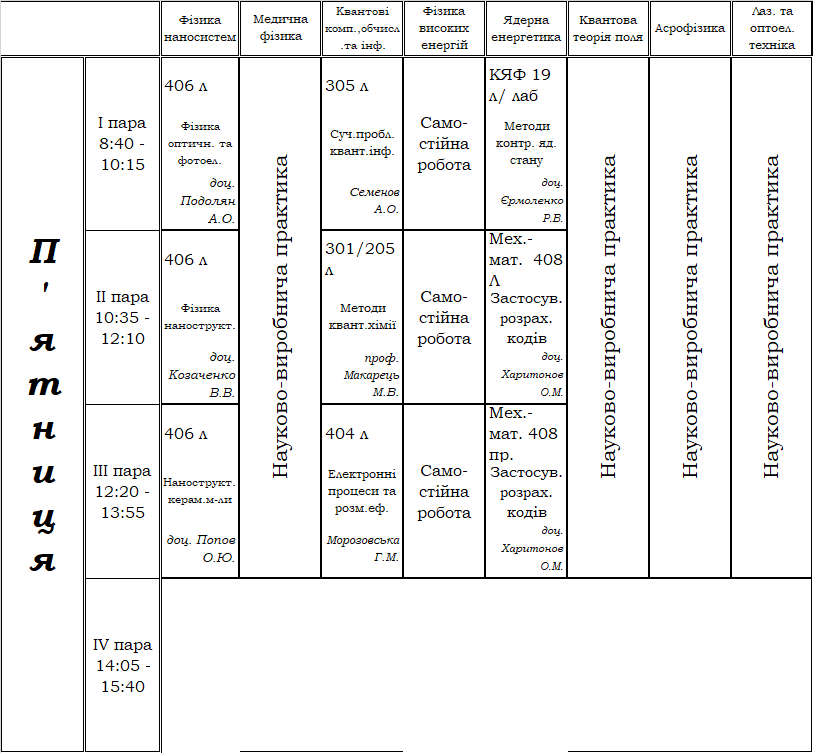 Фізика
наносистем
Медична
фізика
Квантові
комп.,обчисл
.та інф.
Фізика
високих
енергій
Ядерна
енергетика
Квантова
теорія поля
Асрофізика
Лаз. та
оптоел.
техніка
П'ятниця
I пара
8:40 -
10:15
406 л
Фізика
оптичн. та
фотоел.
доц.
Подолян
А.О.
Науково-виробнича практика
305 л
Суч.пробл.
квант.інф.
Семенов
А.О.
Само-
стійна
робота
КЯФ 19
л/ лаб
Методи
контр. яд.
стану
доц.
Єрмоленко
Р.В.
Науково-виробнича практика
Науково-виробнича практика
Науково-виробнича практика
II пара
10:35 -
12:10
406 л
Фізика
нанострукт.
доц.
Козаченко
В.В.
301/205
л
Методи
квант.хімії
проф.
Макарець
М.В.
Само-
стійна
робота
Мех.-
мат. 408
Л
Застосув.
розрах.
кодів
доц.
Харитонов
О.М.
III пара
12:20 -
13:55
406 л
Нанострукт.
керам.м-ли
доц. Попов
О.Ю.
404 л
Електронні
процеси та
розм.еф.
Морозовська
Г.М.
Само-
стійна
робота
Мех.-
мат. 408
пр.
Застосув.
розрах.
кодів
доц.
Харитонов
О.М.
IV пара
14:05 -
15:40